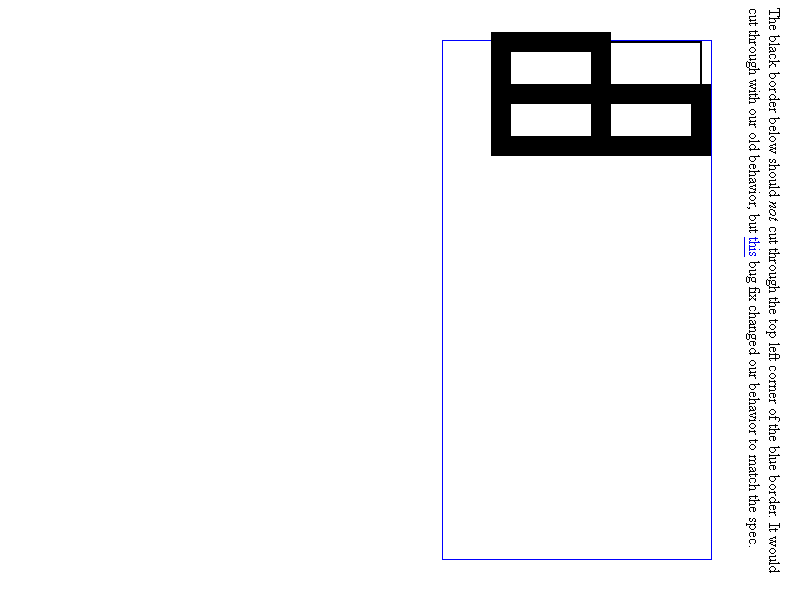 The black border below should not cut through the top left corner of the blue border. It would
cut through with our old behavior, but this bug fix changed our behavior to match the spec.